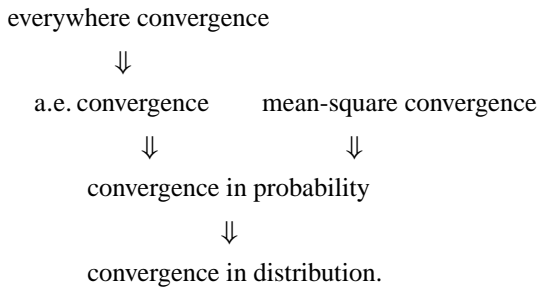 everywhere convergence
⇓
a.e. convergence mean-square convergence
⇓ ⇓
convergence in probability
⇓
convergence in distribution.